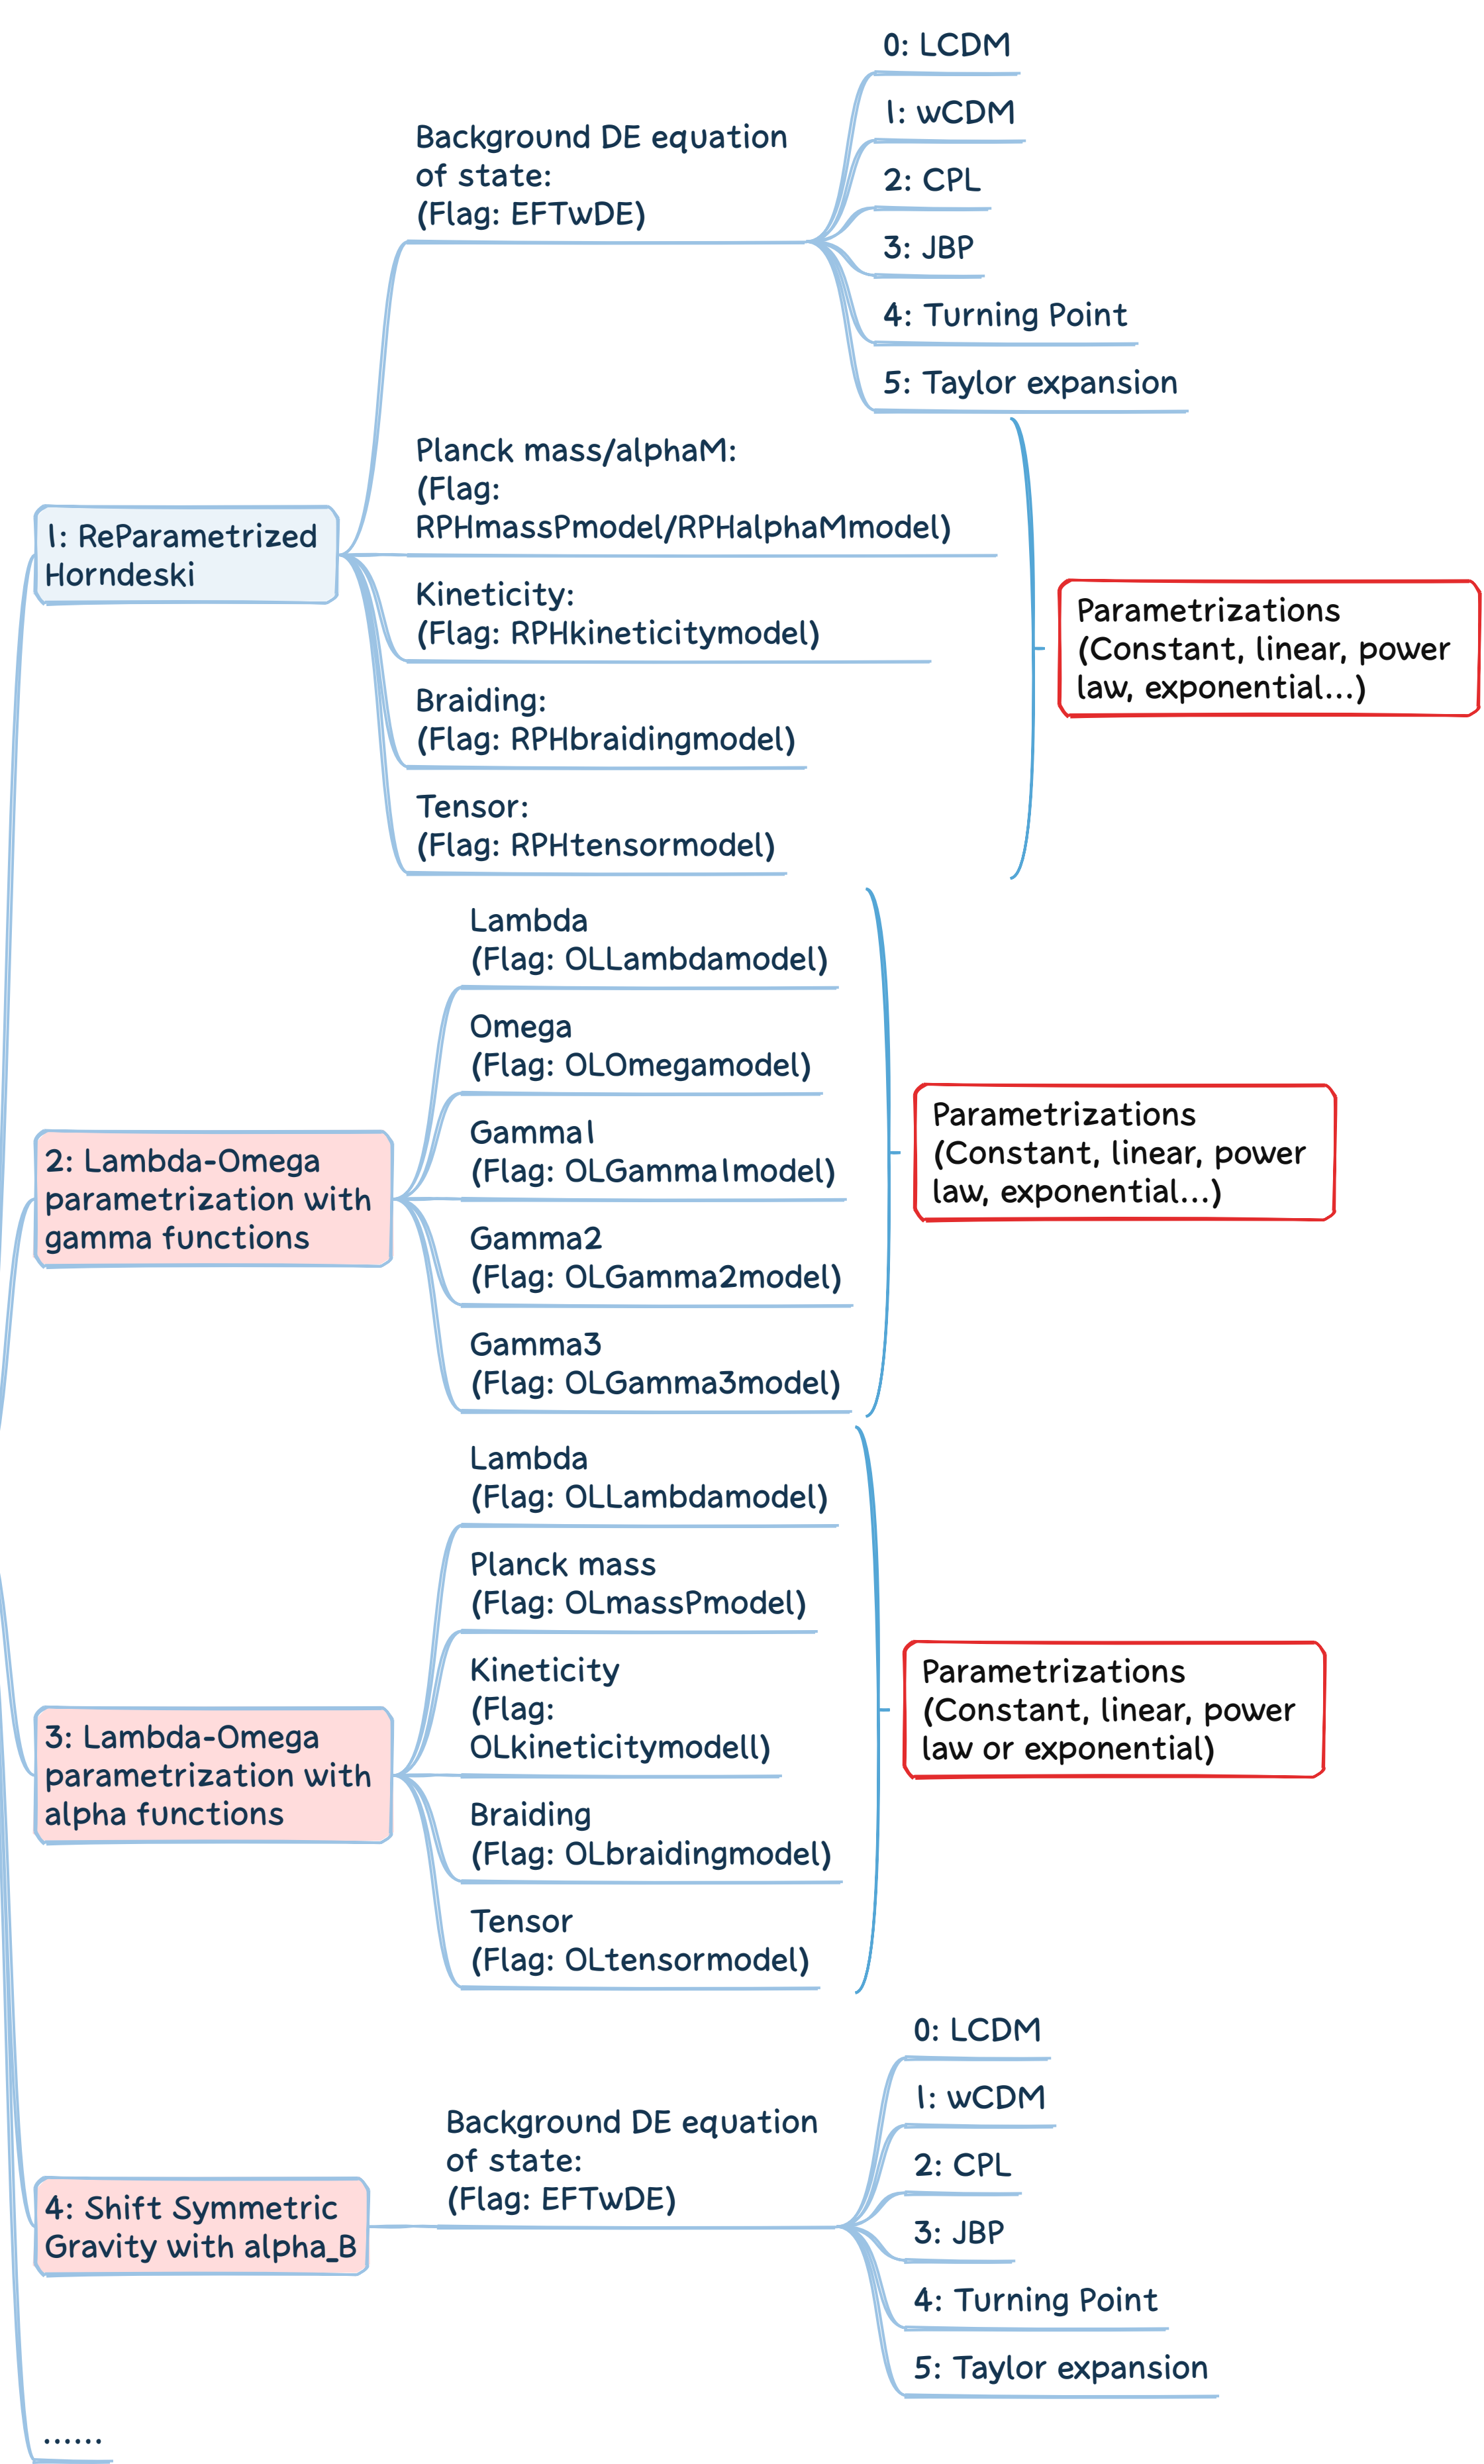 0: LCDM
1: wCDM
Background DE equation
of state:
(Flag: EFTwDE)
2: CPL
3: JBP
4: Turning Point
5: Taylor expansion
Planck mass/alphaM:
(Flag:
RPHmassPmodel/RPHalphaMmodel)
1: ReParametrized
Horndeski
Kineticity:
(Flag: RPHkineticitymodel)
Parametrizations
(Constant, linear, power
law, exponential...)
Braiding:
(Flag: RPHbraidingmodel)
Tensor:
(Flag: RPHtensormodel)
Lambda
(Flag: OLLambdamodel)
Omega
(Flag: OLOmegamodel)
Gamma1
(Flag: OLGamma1model)
2: Lambda-Omega
parametrization with
gamma functions
Parametrizations
(Constant, linear, power
law, exponential...)
Gamma2
(Flag: OLGamma2model)
Gamma3
(Flag: OLGamma3model)
Lambda
(Flag: OLLambdamodel)
Planck mass
(Flag: OLmassPmodel)
Kineticity
(Flag:
OLkineticitymodell)
3: Lambda-Omega
parametrization with
alpha functions
Parametrizations
(Constant, linear, power
law or exponential)
Braiding
(Flag: OLbraidingmodel)
Tensor
(Flag: OLtensormodel)
0: LCDM
1: wCDM
Background DE equation
of state:
(Flag: EFTwDE)
2: CPL
4: Shift Symmetric
Gravity with alpha_B
3: JBP
4: Turning Point
5: Taylor expansion
......